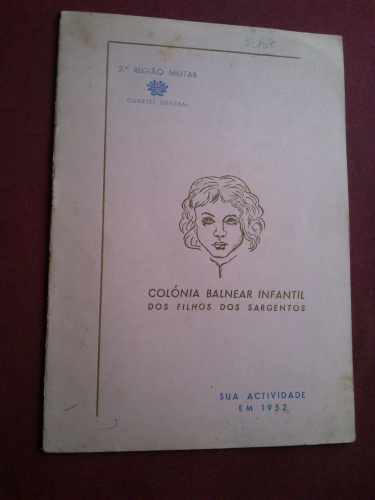 2.ª REGIÃO MILITAR
QUARTEL GENERAL
COLÓNIA BALNEAR INFANTIL
DOS FILHOS DOS SARGENTOS
SUA ACTIVIDADE
EM 1952